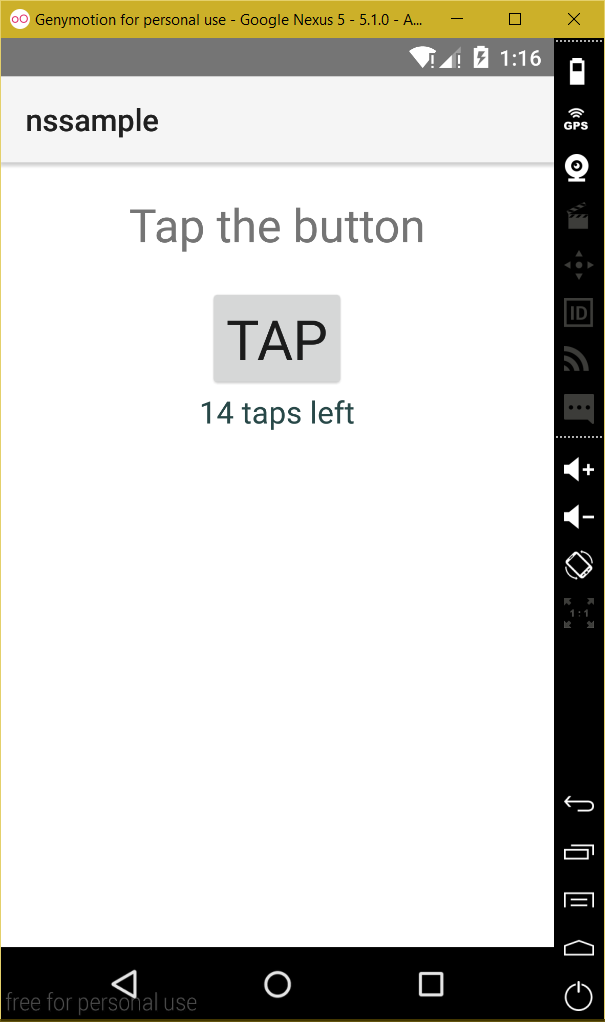 Genymotion for personal use - Google Nexus 5 - 5.1.0 - A...
1:16
nssample
GPS
Tap the button
TAP
14 taps left
ID
1:1
free for personal use